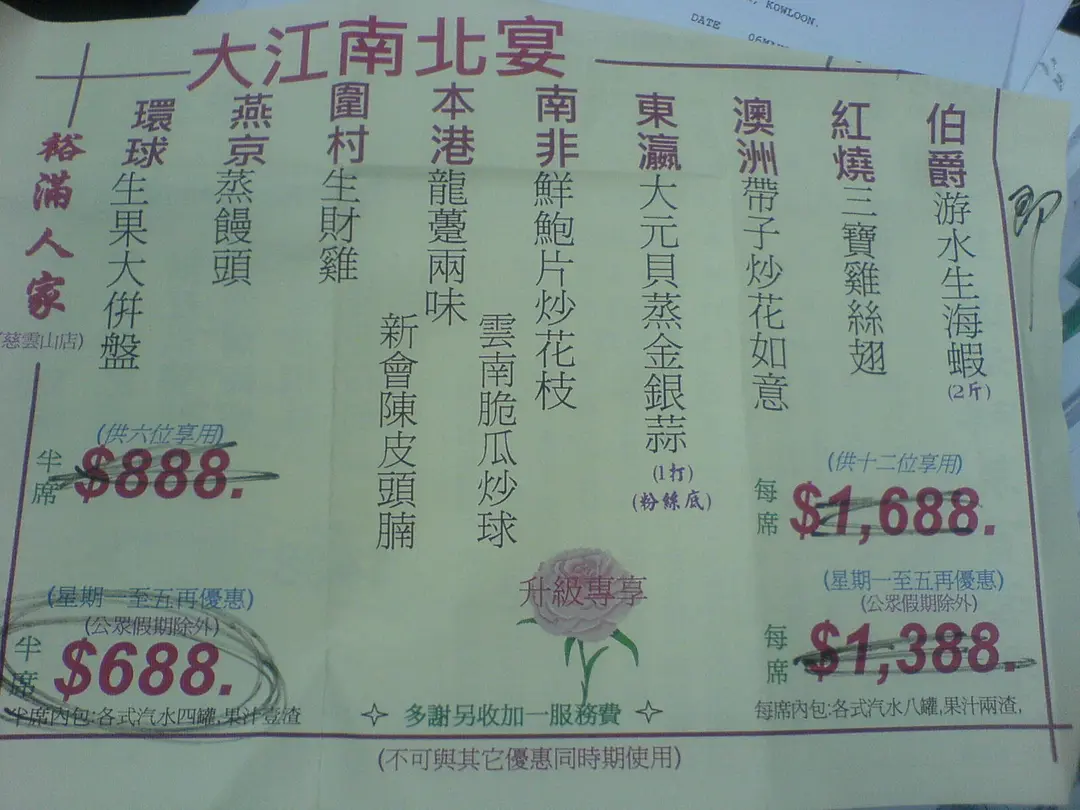 , KOWLOON.
DATE
大江南北宴
伯爵游水生海蝦(2斤)
紅燒三寶雞絲翅
澳洲帶子炒花如意
東瀛大元貝蒸金銀蒜(1打)
(粉絲底)
南非鮮鮑片炒花枝
雲南脆瓜炒球
本港龍躉兩味
新會陳皮頭腩
圍村生財雞
燕京蒸饅頭
環球生果大併盤
裕滿人家
(慈雲山店)
(供十二位享用)
每席 $1,688.
(星期一至五再優惠)
(公眾假期除外)
每席 $1,388.
每席內包:各式汽水八罐,果汁兩渣,
升級專享
(供六位享用)
半席 $888.
(星期一至五再優惠)
(公眾假期除外)
半席 $688.
半席內包:各式汽水四罐,果汁壹渣
多謝另收加一服務費
(不可與其它優惠同時期使用)